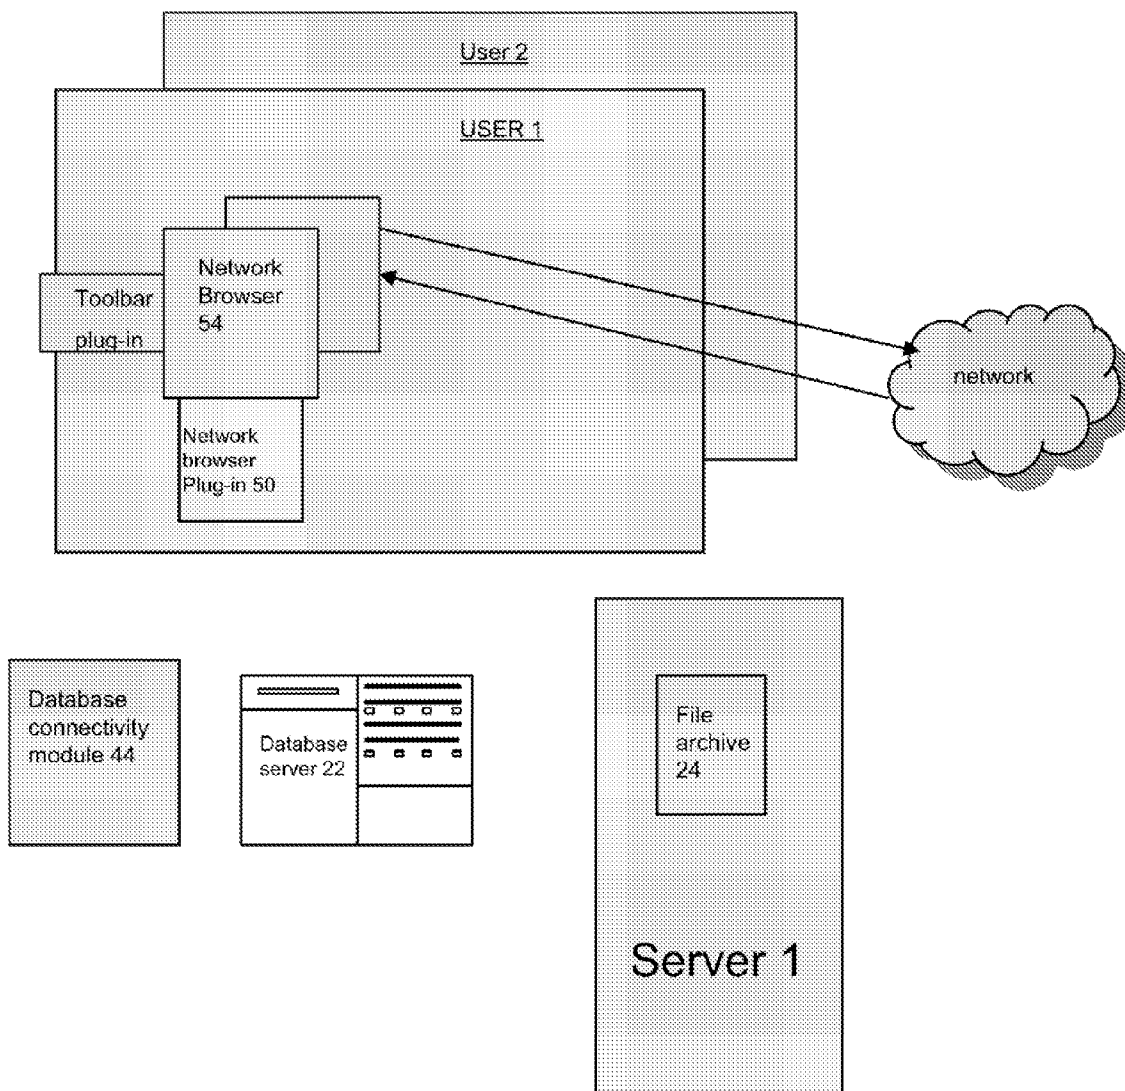 User 2
USER 1
Network
Browser
54
Toolbar
plug-in
network
Network
browser
Plug-in 50
Database
connectivity
module 44
Database
server 22
File
archive
24
Server 1